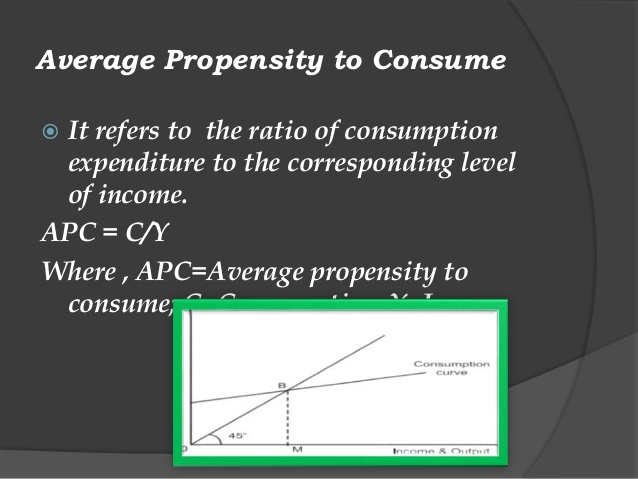 Average Propensity to Consume
It refers to the ratio of consumption
expenditure to the corresponding level
of income.
APC = C/Y
Where , APC=Average propensity to
consume,
Consumption
curve
B
45°
M
Income & Output